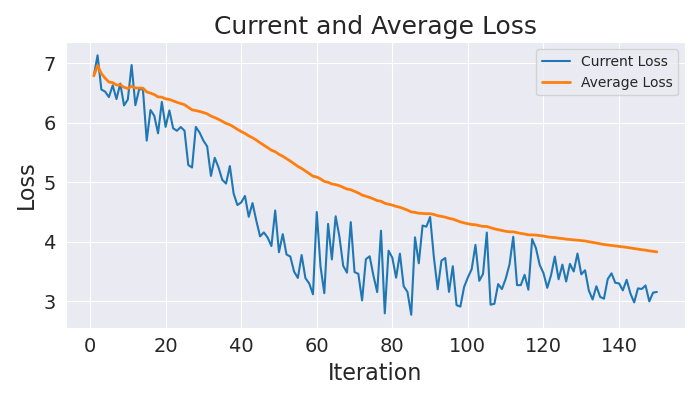 Current and Average Loss
Current Loss
Average Loss
7
6
5
4
3
Loss
0 20 40 60 80 100 120 140
Iteration